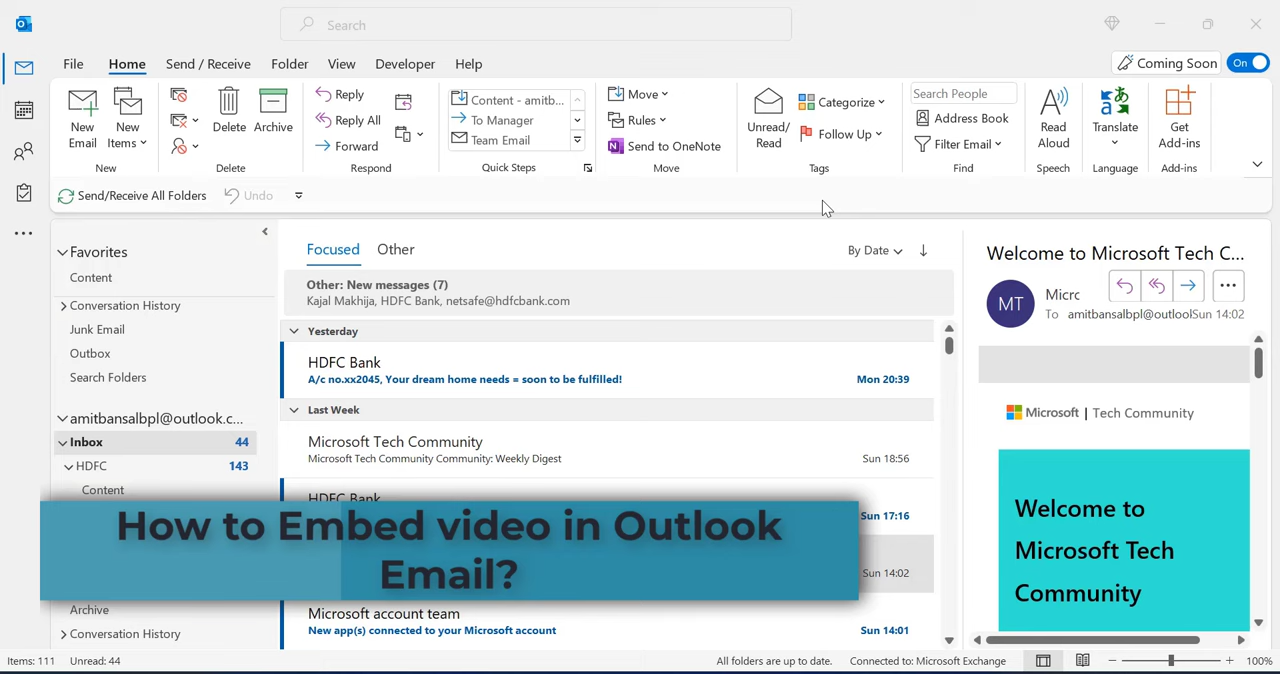 Search
File Home Send / Receive Folder View Developer Help
Coming Soon On
New Email
New Items
New
Delete
Archive
Delete
Reply
Reply All
Forward
Respond
Content - amitb...
To Manager
Team Email
Quick Steps
Move
Rules
Send to OneNote
Move
Unread/ Read
Categorize
Follow Up
Tags
Search People
Address Book
Filter Email
Find
Read Aloud
Speech
Translate
Language
Get Add-ins
Add-ins
Send/Receive All Folders Undo
Favorites
Content
Conversation History
Junk Email
Outbox
Search Folders
amitbansalbpl@outlook.c...
Inbox 44
HDFC 143
Content
Archive
Conversation History
Focused Other By Date
Other: New messages (7)
Kajal Makhija, HDFC Bank, netsafe@hdfcbank.com
Yesterday
HDFC Bank
A/c no.xx2045, Your dream home needs = soon to be fulfilled! Mon 20:39
Last Week
Microsoft Tech Community
Microsoft Tech Community Community: Weekly Digest Sun 18:56
HDFC Bank
Sun 17:16
Sun 14:02
Microsoft account team
New app(s) connected to your Microsoft account Sun 14:01
How to Embed video in Outlook
Email?
Welcome to Microsoft Tech C...
MT
Micrc
To amitbansalbpl@outlool Sun 14:02
Microsoft | Tech Community
Welcome to
Microsoft Tech
Community
Items: 111 Unread: 44 All folders are up to date. Connected to: Microsoft Exchange 100%